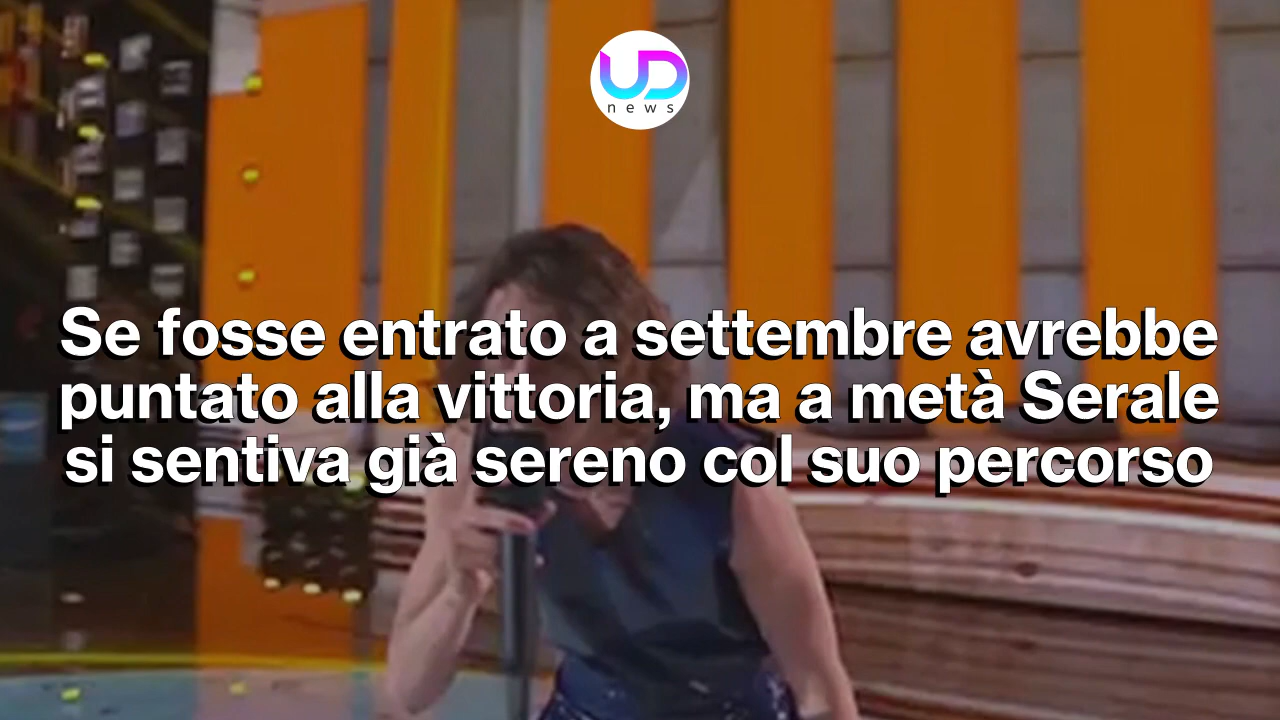 UD
news
Se fosse entrato a settembre avrebbe
puntato alla vittoria, ma a metà Serale
si sentiva già sereno col suo percorso